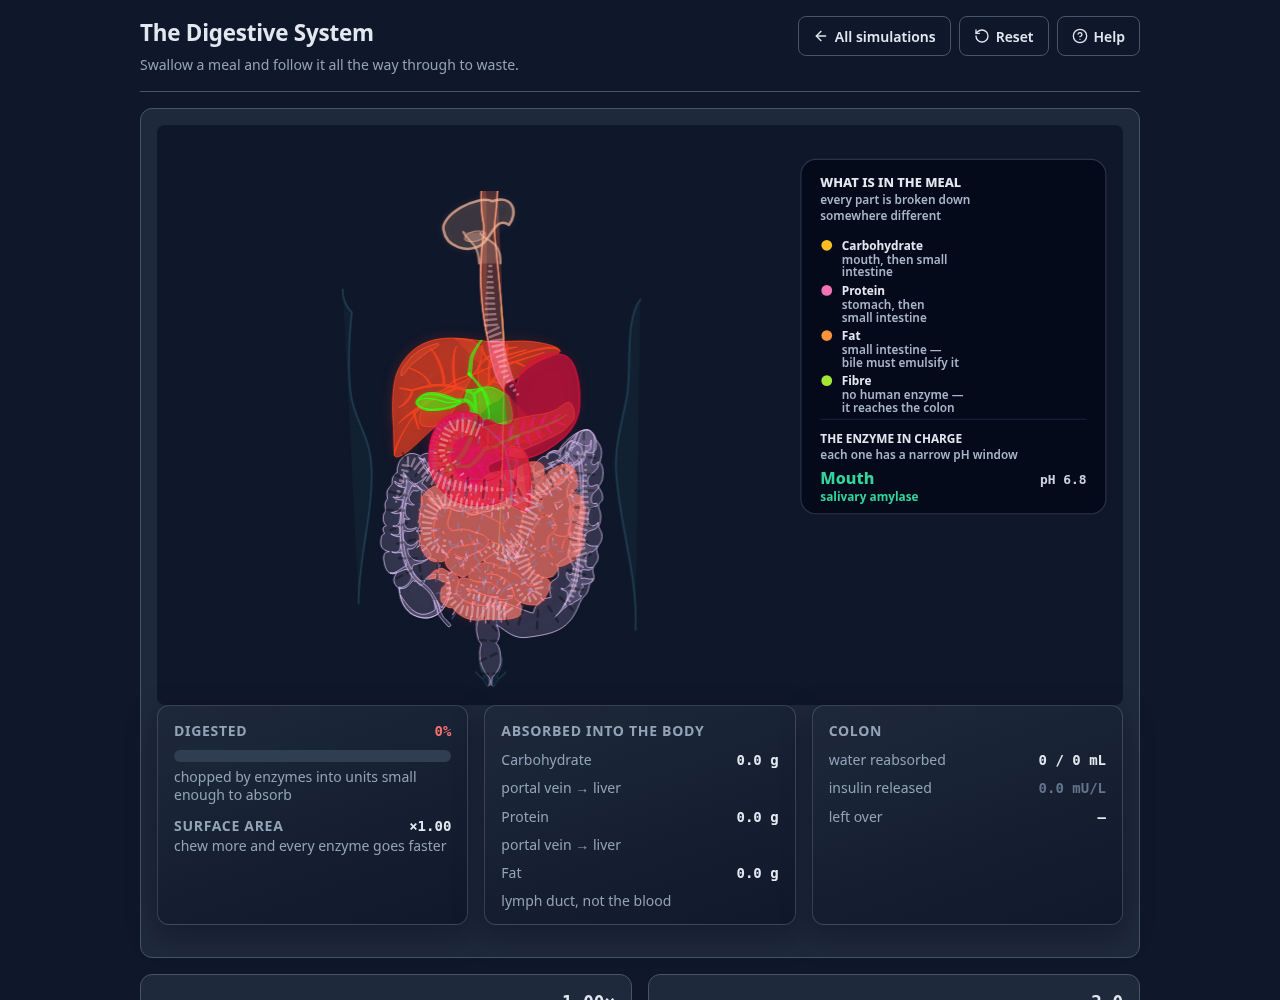 The Digestive System
Swallow a meal and follow it all the way through to waste.
All simulations
Reset
Help
WHAT IS IN THE MEAL
every part is broken down
somewhere different
Carbohydrate
mouth, then small
intestine
Protein
stomach, then
small intestine
Fat
small intestine —
bile must emulsify it
Fibre
no human enzyme —
it reaches the colon
THE ENZYME IN CHARGE
each one has a narrow pH window
Mouth pH 6.8
salivary amylase
DIGESTED 0%
chopped by enzymes into units small
enough to absorb
SURFACE AREA ×1.00
chew more and every enzyme goes faster
ABSORBED INTO THE BODY
Carbohydrate 0.0 g
portal vein → liver
Protein 0.0 g
portal vein → liver
Fat 0.0 g
lymph duct, not the blood
COLON
water reabsorbed 0 / 0 mL
insulin released 0.0 mU/L
left over —